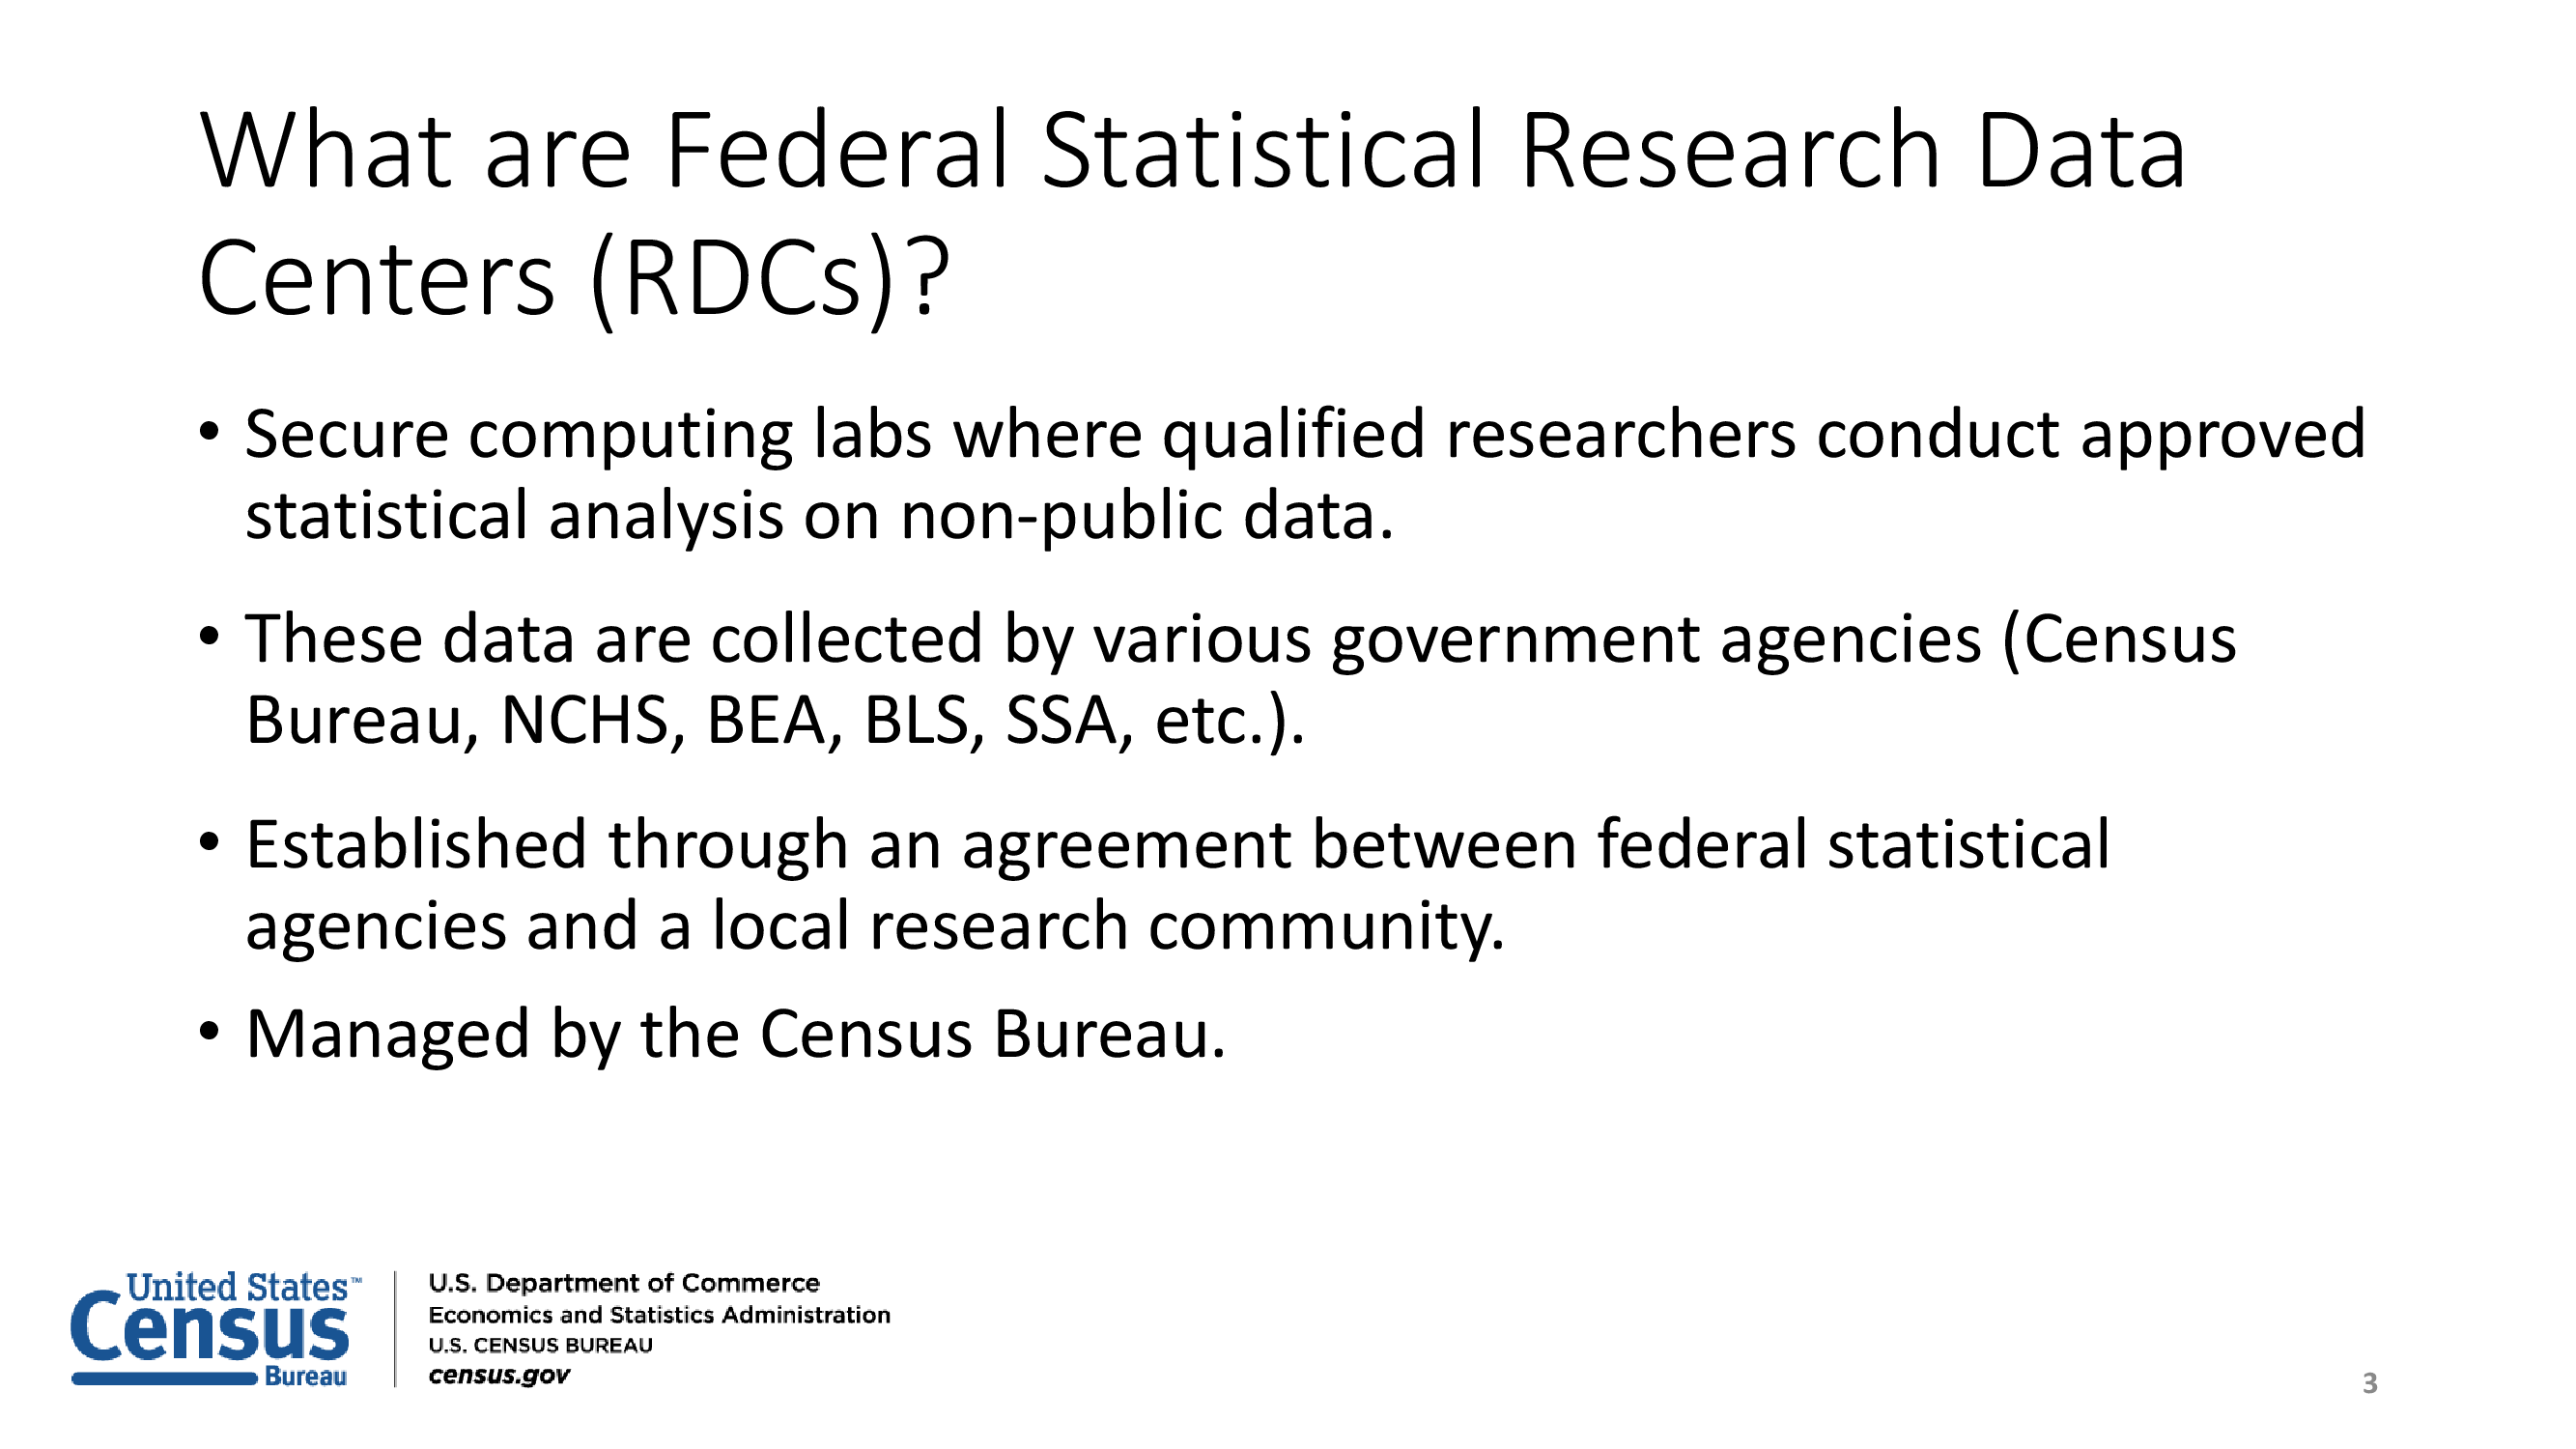 What are Federal Statistical Research Data
Centers (RDCs)?
• Secure computing labs where qualified researchers conduct approved
statistical analysis on non-public data.
• These data are collected by various government agencies (Census
Bureau, NCHS, BEA, BLS, SSA, etc.).
• Established through an agreement between federal statistical
agencies and a local research community.
• Managed by the Census Bureau.
United States™
Census
Bureau
U.S. Department of Commerce
Economics and Statistics Administration
U.S. CENSUS BUREAU
census.gov
3